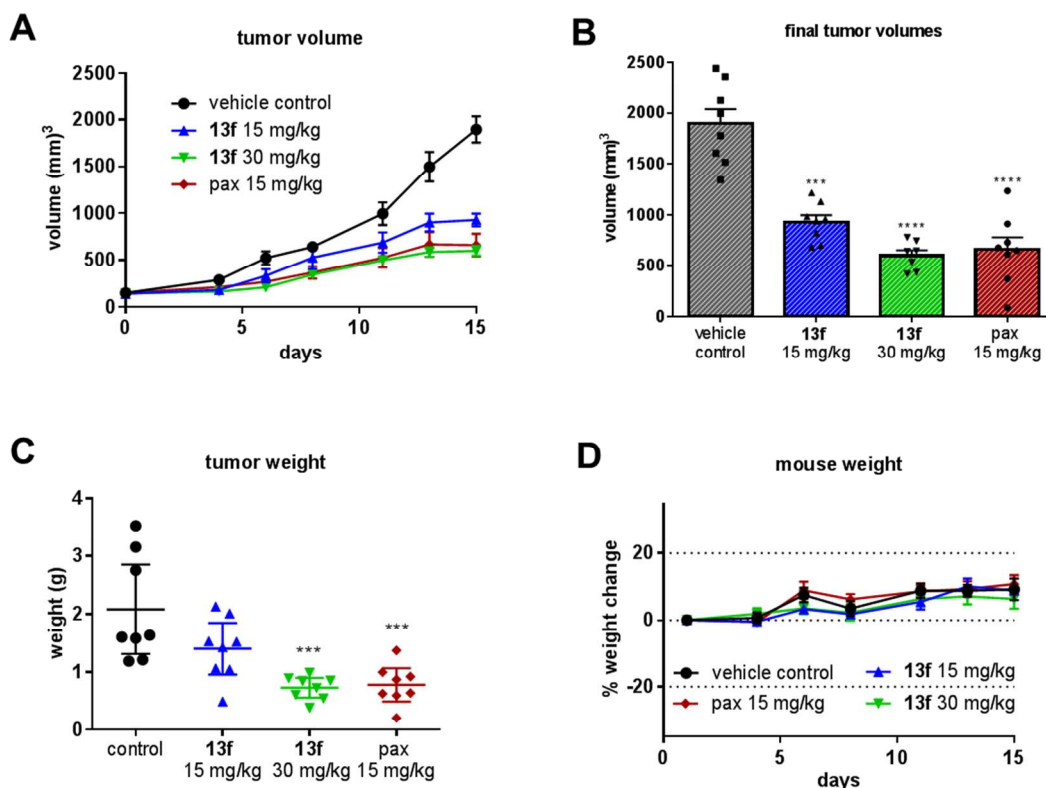 A
tumor volume
volume (mm)³
2500
2000
1500
1000
500
0
vehicle control
13f 15 mg/kg
13f 30 mg/kg
pax 15 mg/kg
0
5
10
15
days
B
final tumor volumes
volume (mm)³
2500
2000
1500
1000
500
0
***
****
****
vehicle control
13f 15 mg/kg
13f 30 mg/kg
pax 15 mg/kg
C
tumor weight
weight (g)
4
3
2
1
0
***
***
control
13f 15 mg/kg
13f 30 mg/kg
pax 15 mg/kg
D
mouse weight
% weight change
20
0
-20
vehicle control
pax 15 mg/kg
13f 15 mg/kg
13f 30 mg/kg
0
5
10
15
days